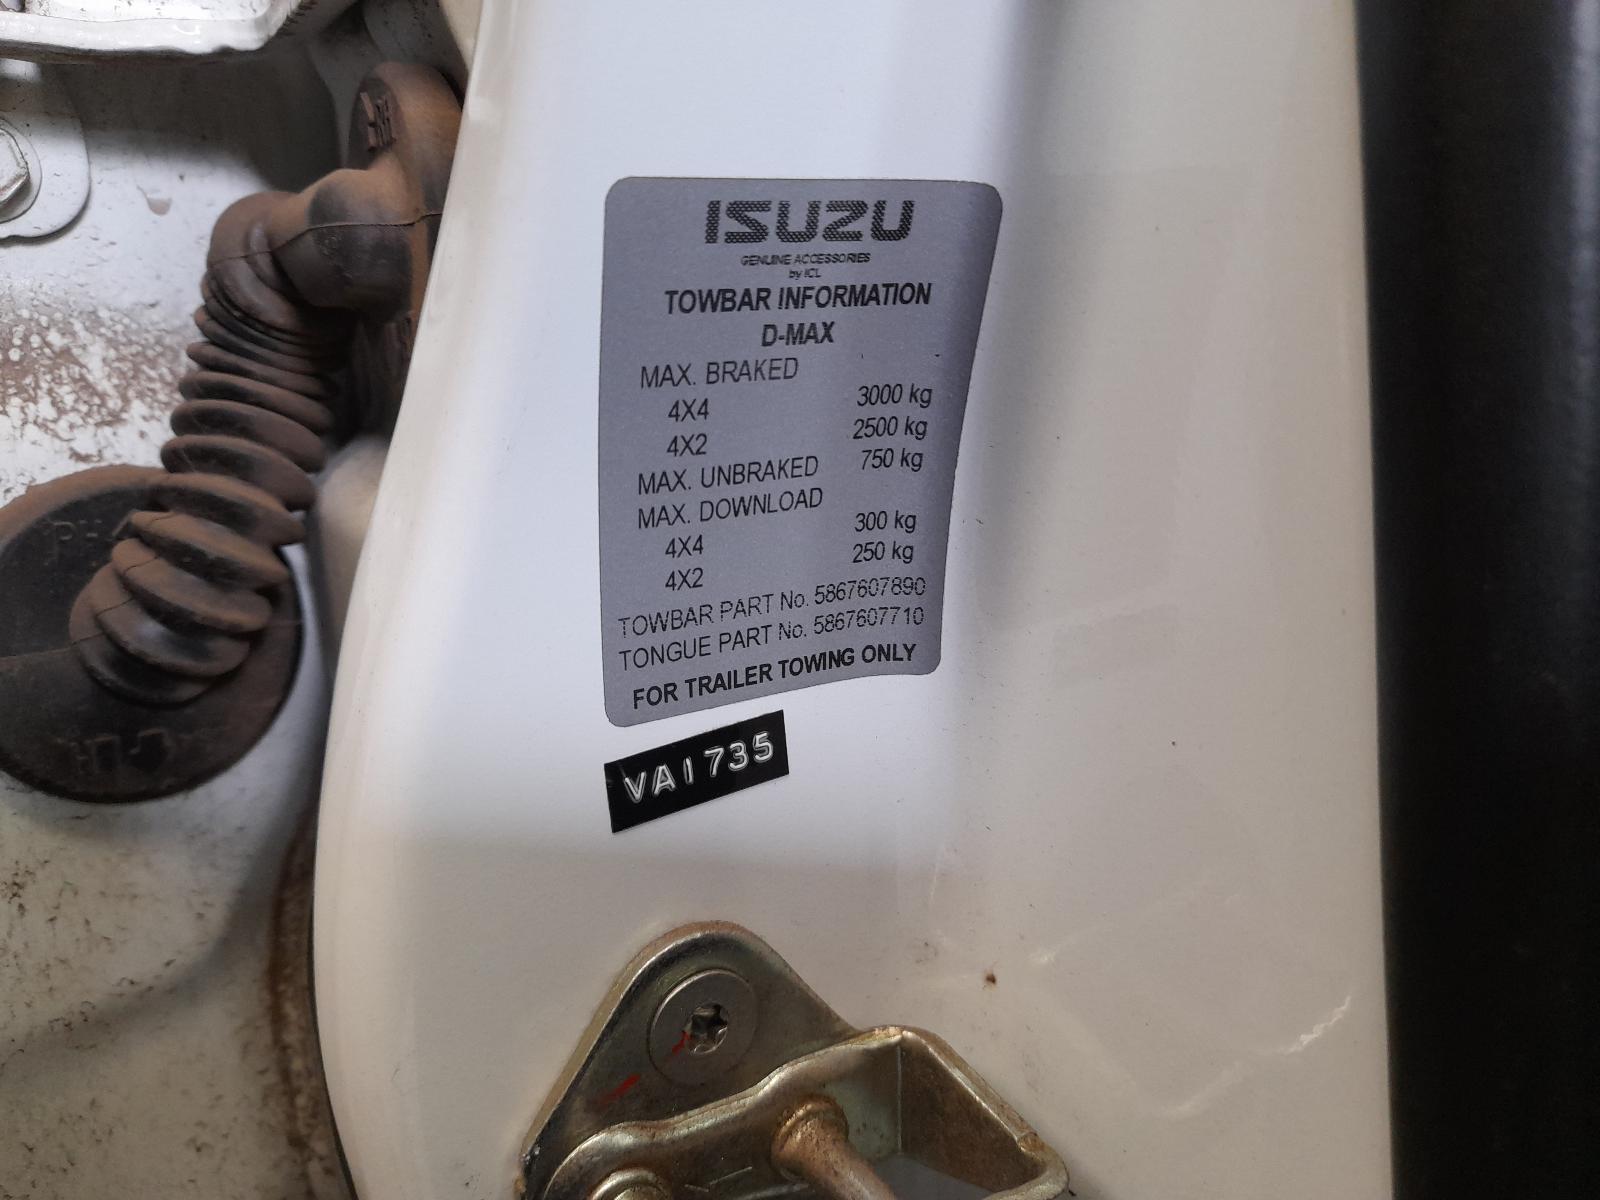 ISUZU
GENUINE ACCESSORIES
by ICL
TOWBAR INFORMATION
D-MAX
MAX. BRAKED
4X4 3000 kg
4X2 2500 kg
MAX. UNBRAKED 750 kg
MAX. DOWNLOAD
4X4 300 kg
4X2 250 kg
TOWBAR PART No. 5867607890
TONGUE PART No. 5867607710
FOR TRAILER TOWING ONLY
VA1735